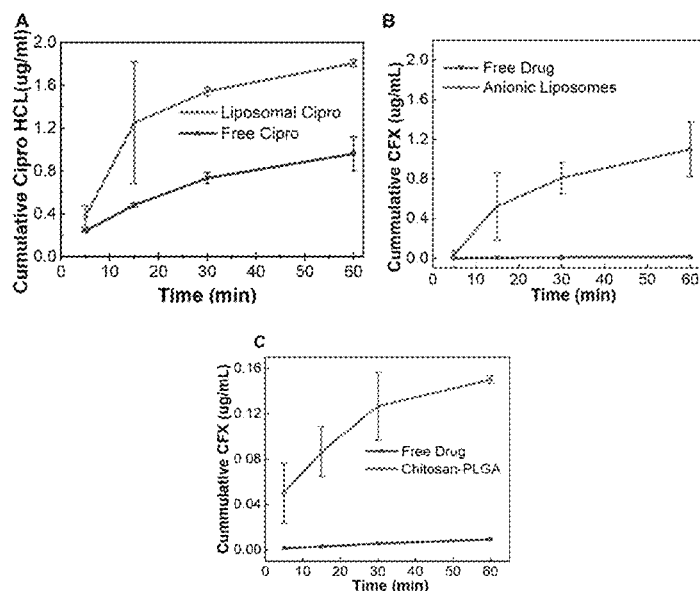 A
Cumulative Cipro HCL(ug/ml)
2.0
1.6
1.2
0.8
0.4
0.0
Liposomal Cipro
Free Cipro
0 10 20 30 40 50 60
Time (min)
B
Cummulative CFX (ug/mL)
2.0
1.6
1.2
0.8
0.4
0.0
Free Drug
Anionic Liposomes
0 10 20 30 40 50 60
Time (min)
C
Cummulative CFX (ug/mL)
0.16
0.12
0.08
0.04
0.00
Free Drug
Chitosan-PLGA
0 10 20 30 40 50 60
Time (min)